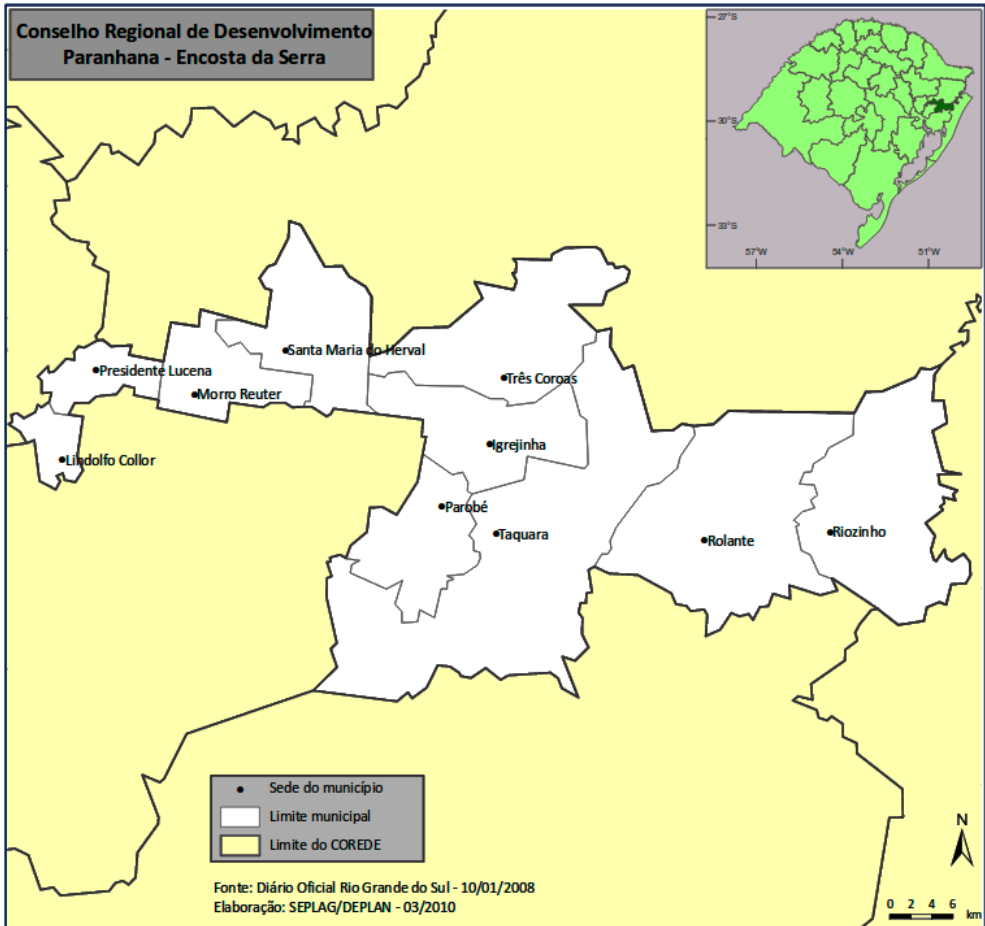 Conselho Regional de Desenvolvimento
Paranhana - Encosta da Serra
27°S
30°S
33°S
57°W
54°W
51°W
Santa Maria do Herval
Presidente Lucena
Três Coroas
Morro Reuter
Igrejinha
Lindolfo Collor
Parobé
Taquara
Rolante
Riozinho
Sede do município
Limite municipal
Limite do COREDE
Fonte: Diário Oficial Rio Grande do Sul - 10/01/2008
Elaboração: SEPLAG/DEPLAN - 03/2010
N
0 2 4 6
km